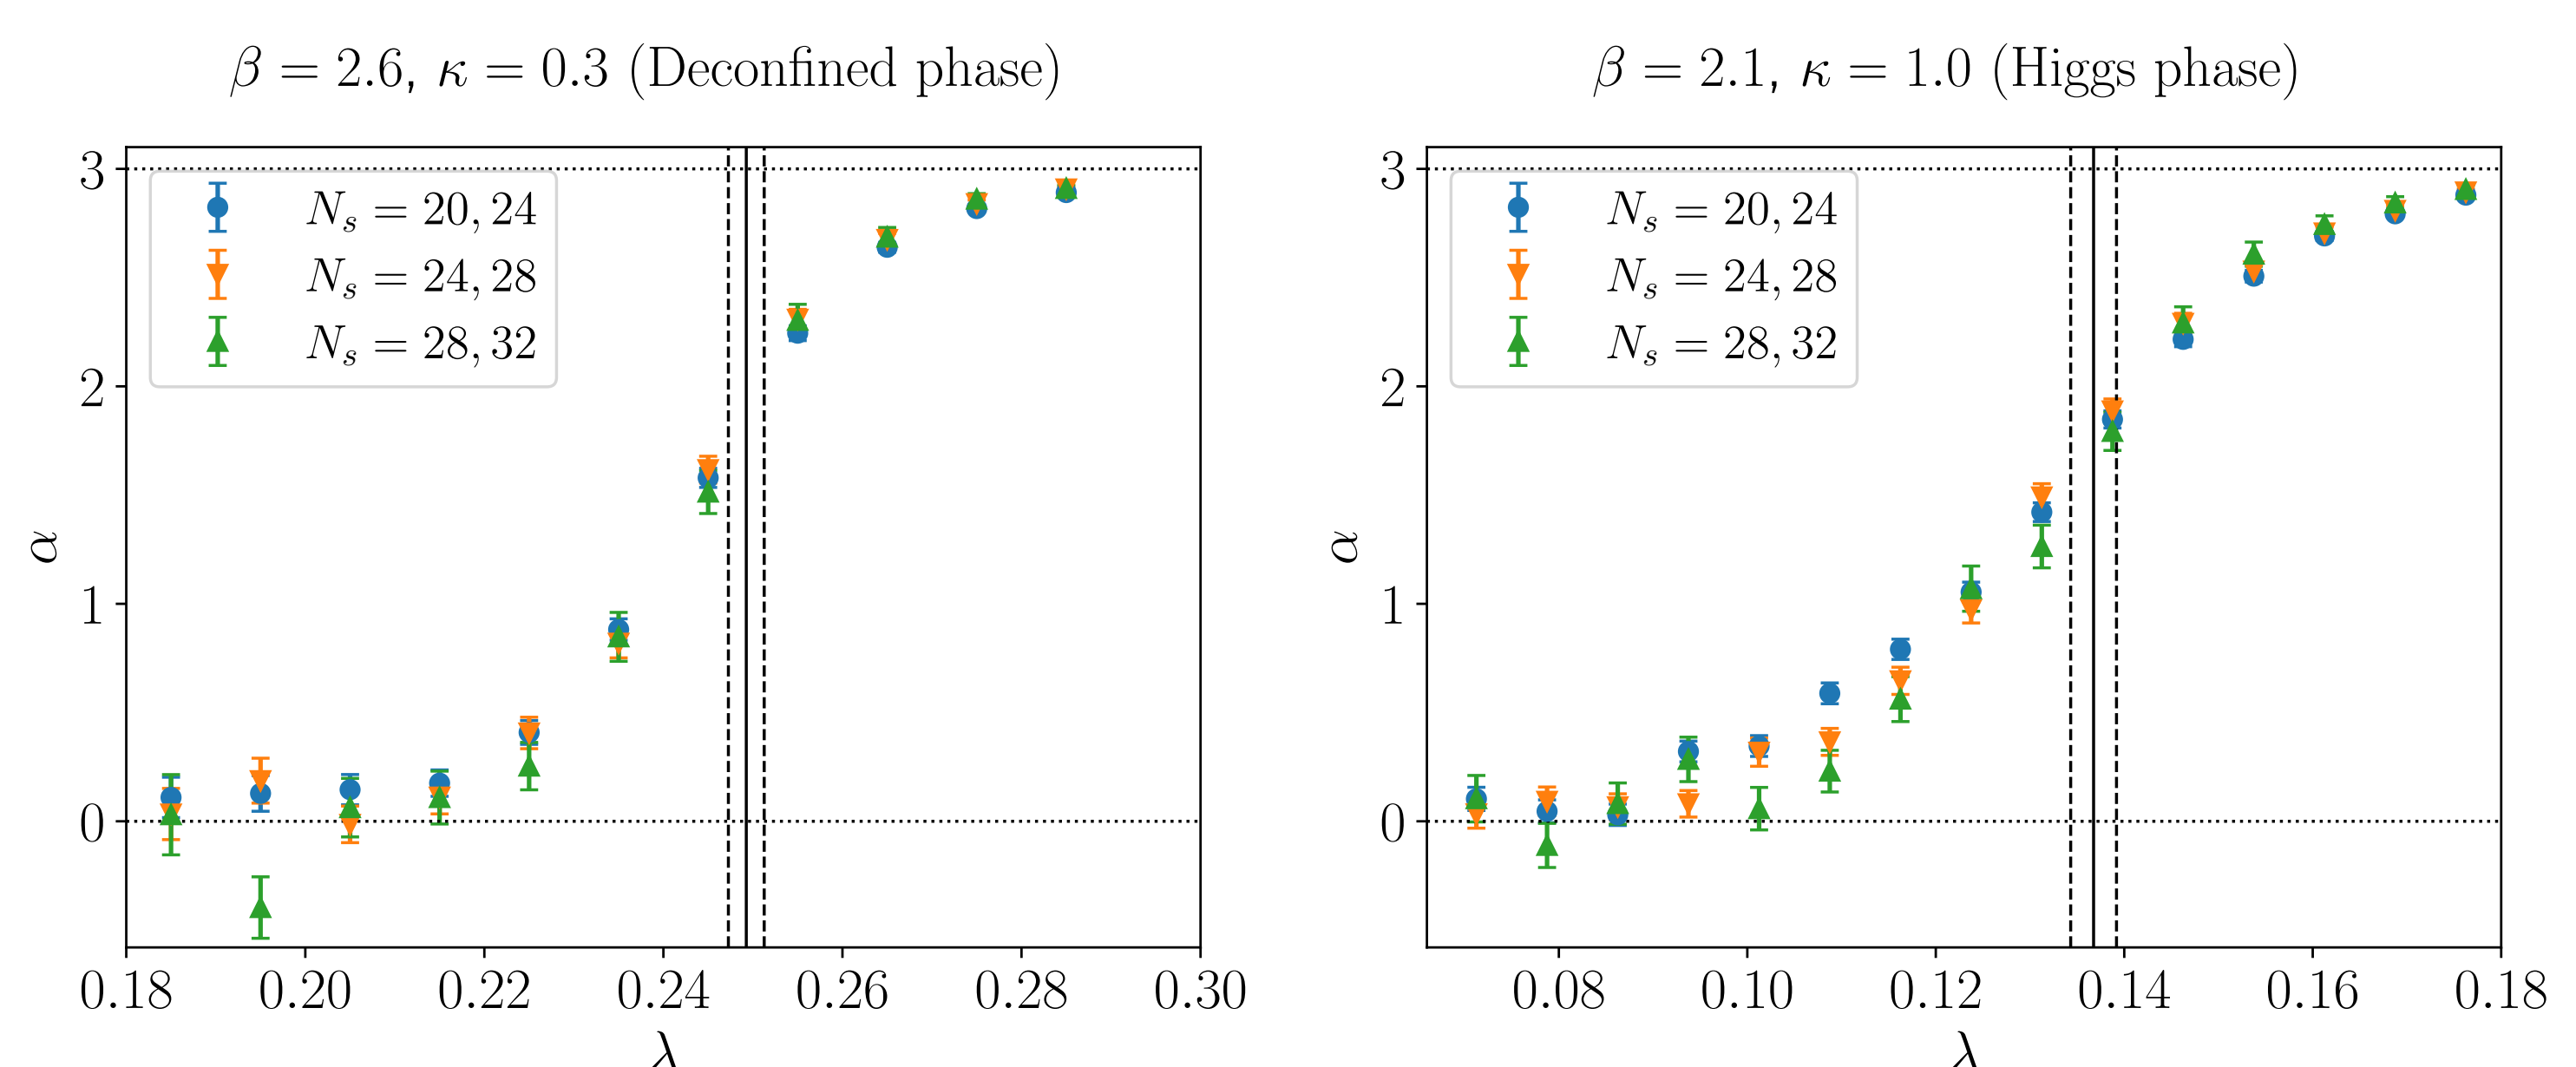 β = 2.6, κ = 0.3 (Deconfined phase)
3
2
1
0
α
N_s = 20, 24
N_s = 24, 28
N_s = 28, 32
0.18 0.20 0.22 0.24 0.26 0.28 0.30
λ
β = 2.1, κ = 1.0 (Higgs phase)
3
2
1
0
α
N_s = 20, 24
N_s = 24, 28
N_s = 28, 32
0.08 0.10 0.12 0.14 0.16 0.18
λ